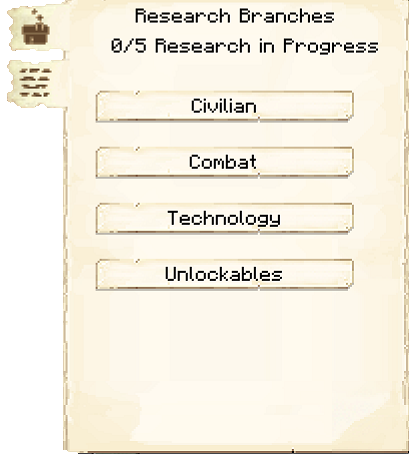 Research Branches
0/5 Research in Progress
Civilian
Combat
Technology
Unlockables